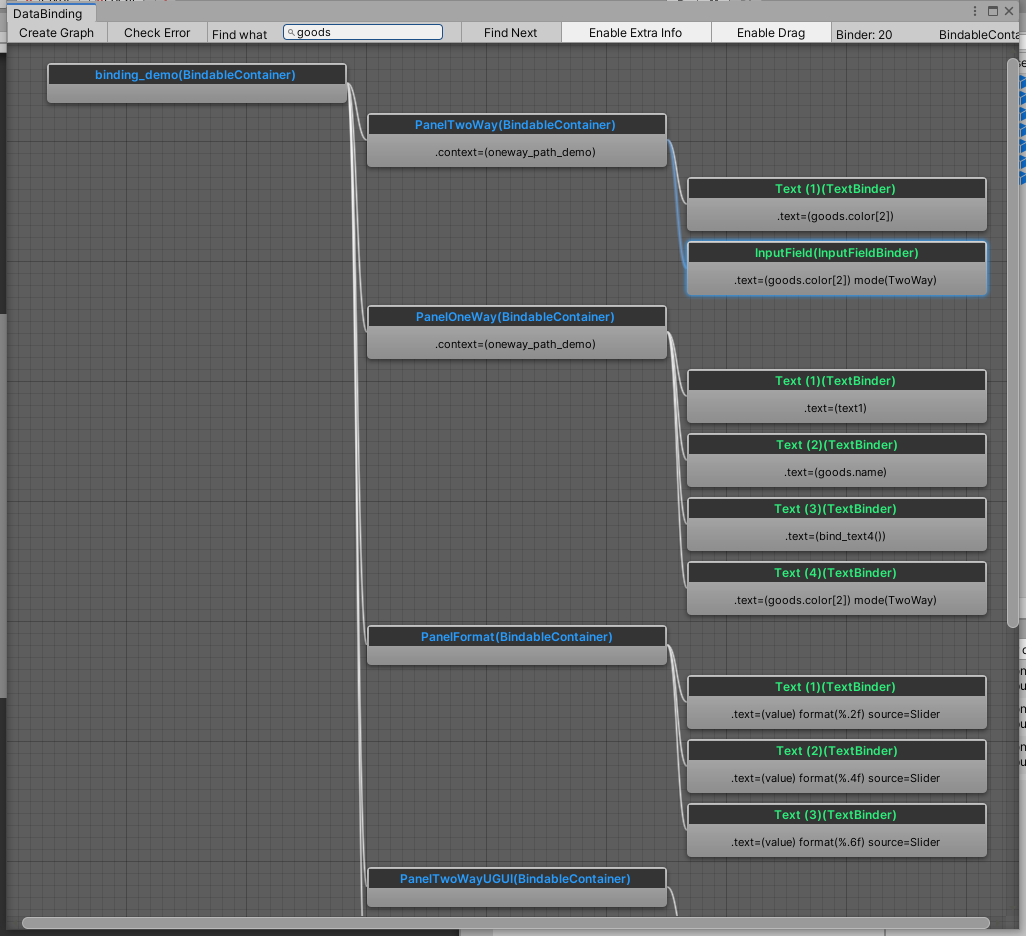 DataBinding
Create Graph Check Error Find what goods Find Next Enable Extra Info Enable Drag Binder: 20 BindableConta
binding_demo(BindableContainer)
PanelTwoWay(BindableContainer)
.context=(oneway_path_demo)
Text (1)(TextBinder)
.text=(goods.color[2])
InputField(InputFieldBinder)
.text=(goods.color[2]) mode(TwoWay)
PanelOneWay(BindableContainer)
.context=(oneway_path_demo)
Text (1)(TextBinder)
.text=(text1)
Text (2)(TextBinder)
.text=(goods.name)
Text (3)(TextBinder)
.text=(bind_text4())
Text (4)(TextBinder)
.text=(goods.color[2]) mode(TwoWay)
PanelFormat(BindableContainer)
Text (1)(TextBinder)
.text=(value) format(%.2f) source=Slider
Text (2)(TextBinder)
.text=(value) format(%.4f) source=Slider
Text (3)(TextBinder)
.text=(value) format(%.6f) source=Slider
PanelTwoWayUGUI(BindableContainer)